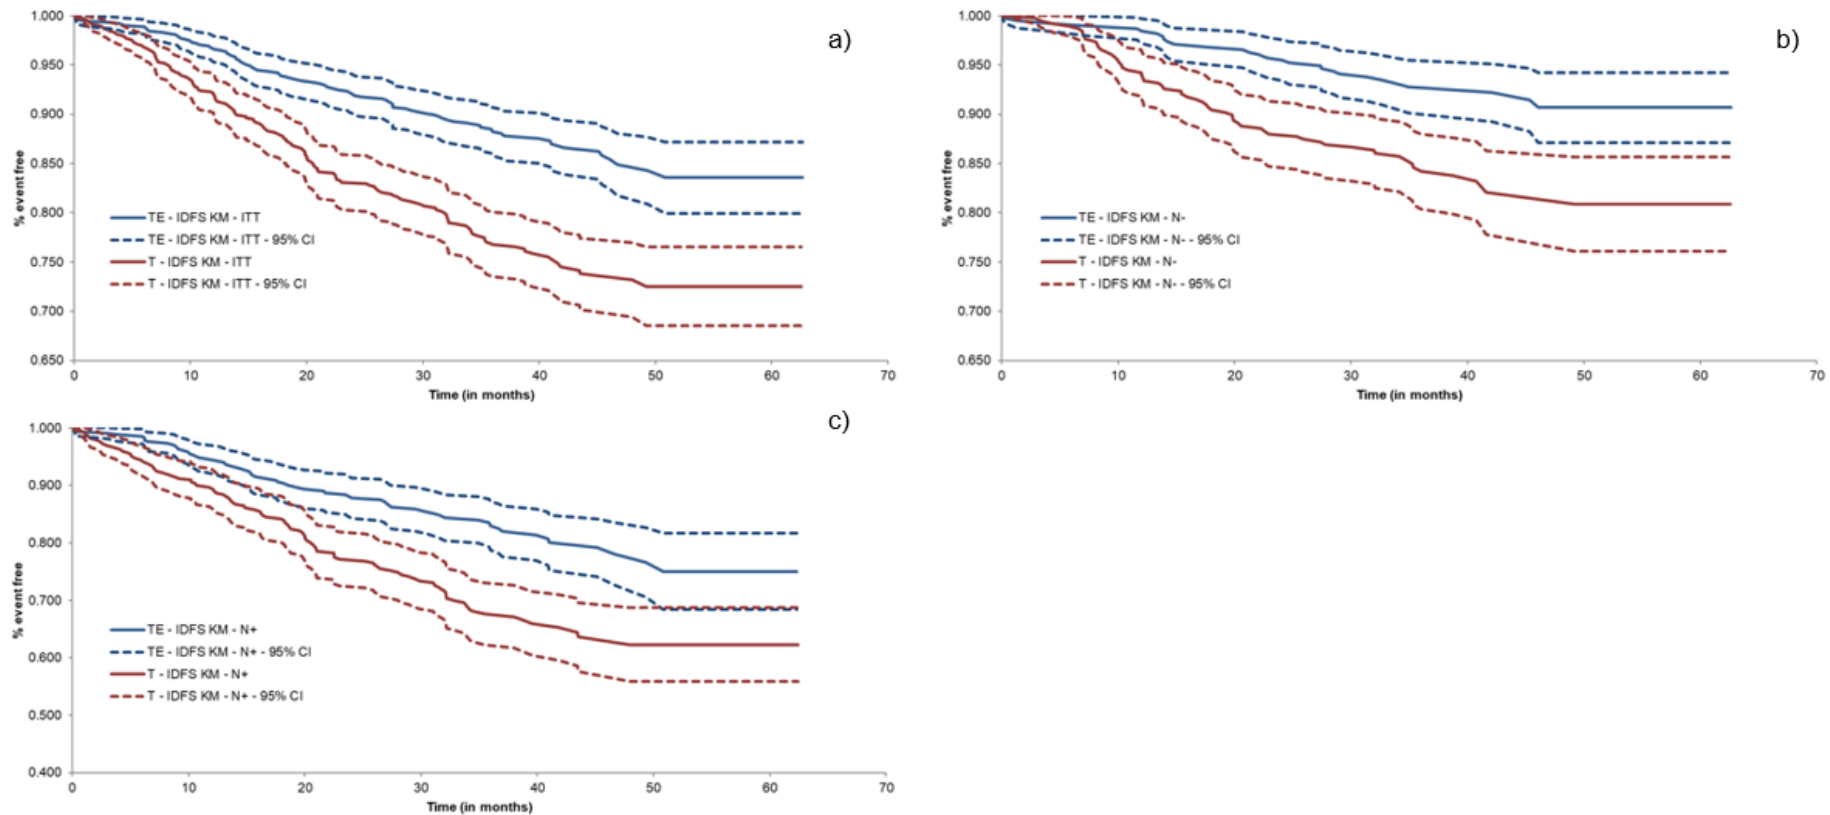 a)
1.000
0.950
0.900
0.850
0.800
0.750
0.700
0.650
% event free
TE - IDFS KM - ITT
TE - IDFS KM - ITT - 95% CI
T - IDFS KM - ITT
T - IDFS KM - ITT - 95% CI
0 10 20 30 40 50 60 70
Time (in months)
b)
1.000
0.950
0.900
0.850
0.800
0.750
0.700
0.650
% event free
TE - IDFS KM - N-
TE - IDFS KM - N- - 95% CI
T - IDFS KM - N-
T - IDFS KM - N- - 95% CI
0 10 20 30 40 50 60 70
Time (in months)
c)
1.000
0.900
0.800
0.700
0.600
0.500
0.400
% event free
TE - IDFS KM - N+
TE - IDFS KM - N+ - 95% CI
T - IDFS KM - N+
T - IDFS KM - N+ - 95% CI
0 10 20 30 40 50 60 70
Time (in months)